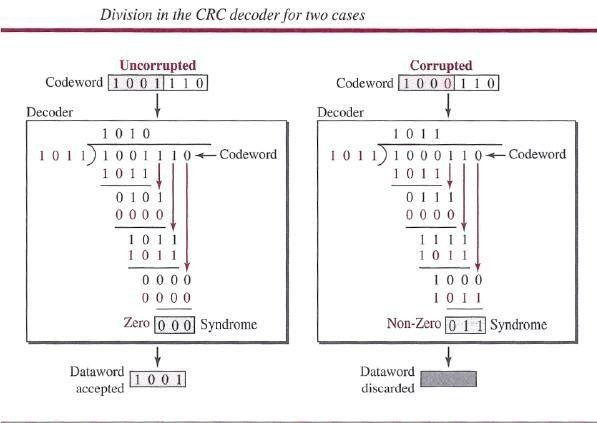 Division in the CRC decoder for two cases
Uncorrupted
Codeword 1 0 0 1 1 1 0
Decoder
1 0 1 0
1 0 1 1 ) 1 0 0 1 1 1 0 Codeword
1 0 1 1
0 1 0 1
0 0 0 0
1 0 1 1
1 0 1 1
0 0 0 0
0 0 0 0
Zero 0 0 0 Syndrome
Dataword
accepted 1 0 0 1
Corrupted
Codeword 1 0 0 0 1 1 0
Decoder
1 0 1 1
1 0 1 1 ) 1 0 0 0 1 1 0 Codeword
1 0 1 1
0 1 1 1
0 0 0 0
1 1 1 1
1 0 1 1
1 0 0 0
1 0 1 1
Non-Zero 0 1 1 Syndrome
Dataword
discarded